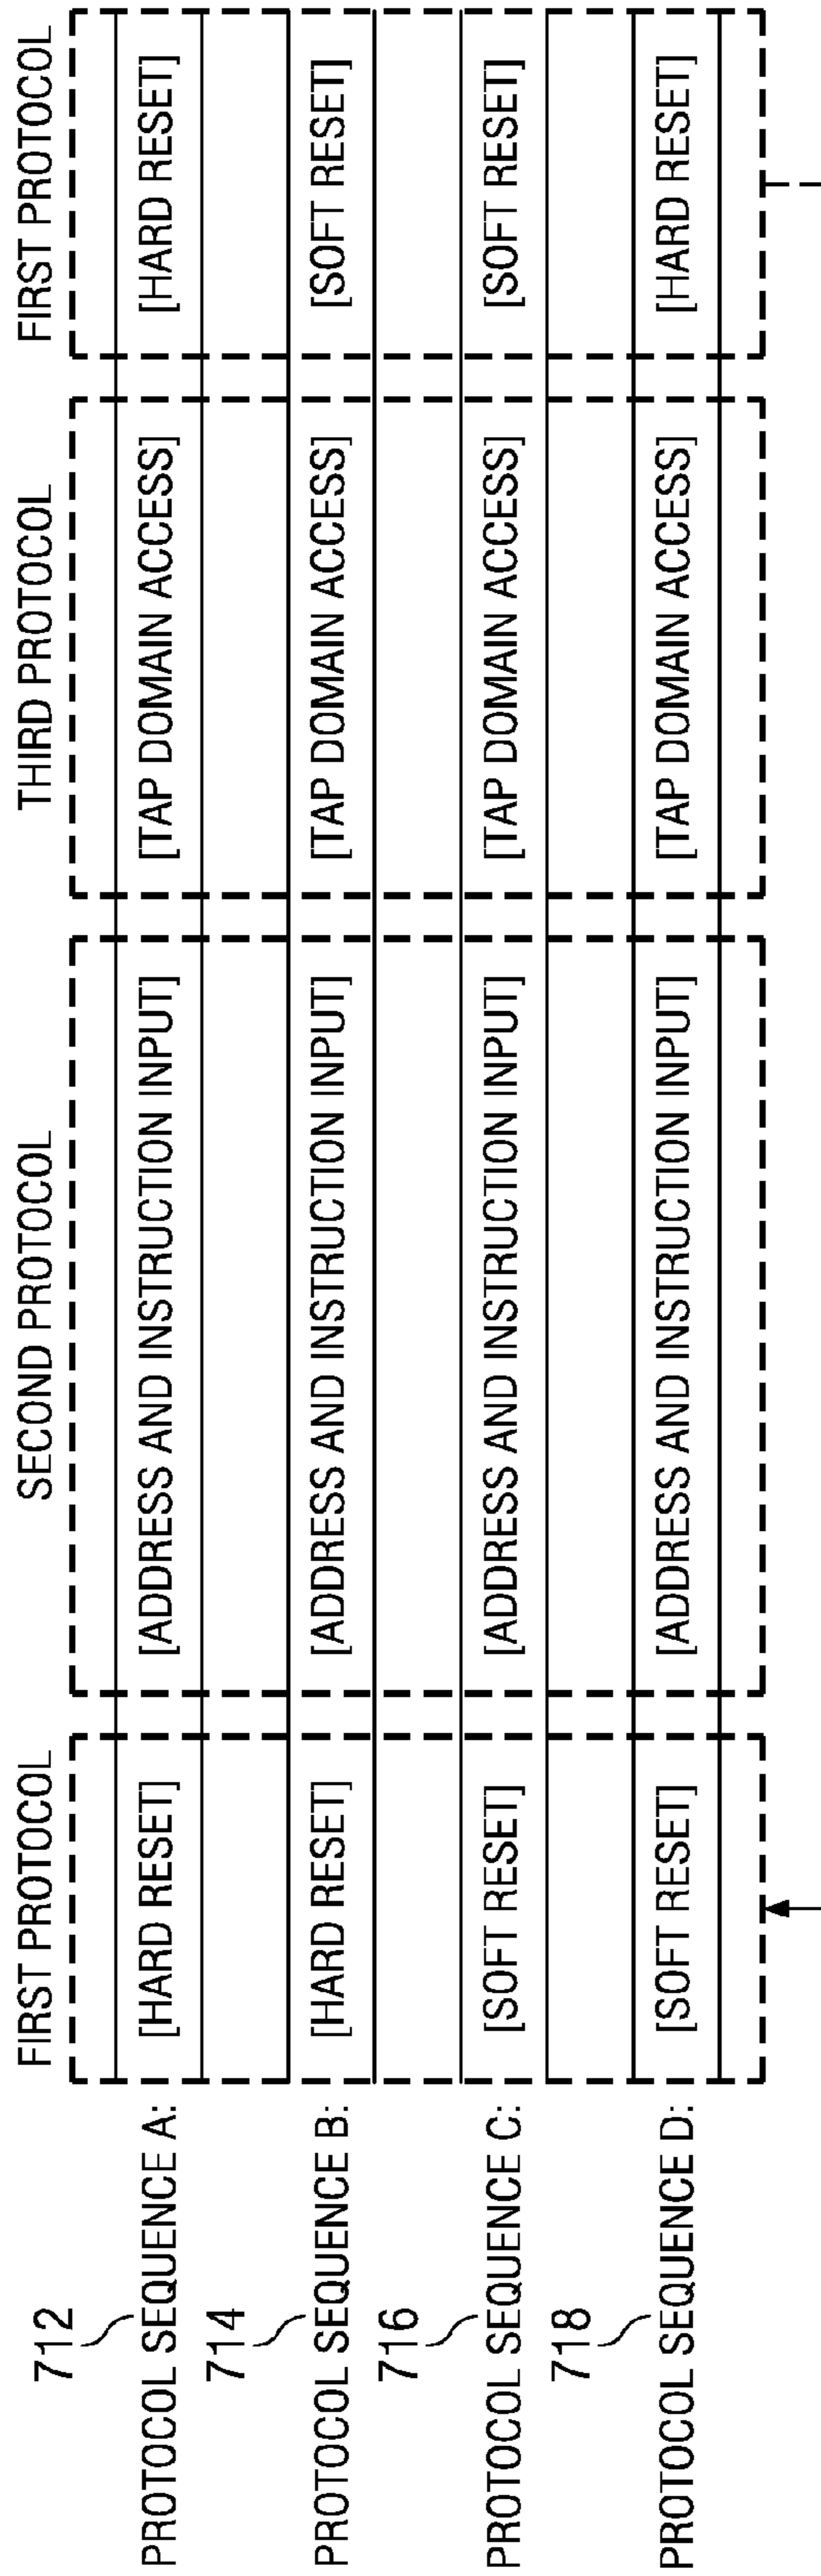 FIRST PROTOCOL SECOND PROTOCOL THIRD PROTOCOL FIRST PROTOCOL
712
PROTOCOL SEQUENCE A: [HARD RESET] [ADDRESS AND INSTRUCTION INPUT] [TAP DOMAIN ACCESS] [HARD RESET]
714
PROTOCOL SEQUENCE B: [HARD RESET] [ADDRESS AND INSTRUCTION INPUT] [TAP DOMAIN ACCESS] [SOFT RESET]
716
PROTOCOL SEQUENCE C: [SOFT RESET] [ADDRESS AND INSTRUCTION INPUT] [TAP DOMAIN ACCESS] [SOFT RESET]
718
PROTOCOL SEQUENCE D: [SOFT RESET] [ADDRESS AND INSTRUCTION INPUT] [TAP DOMAIN ACCESS] [HARD RESET]